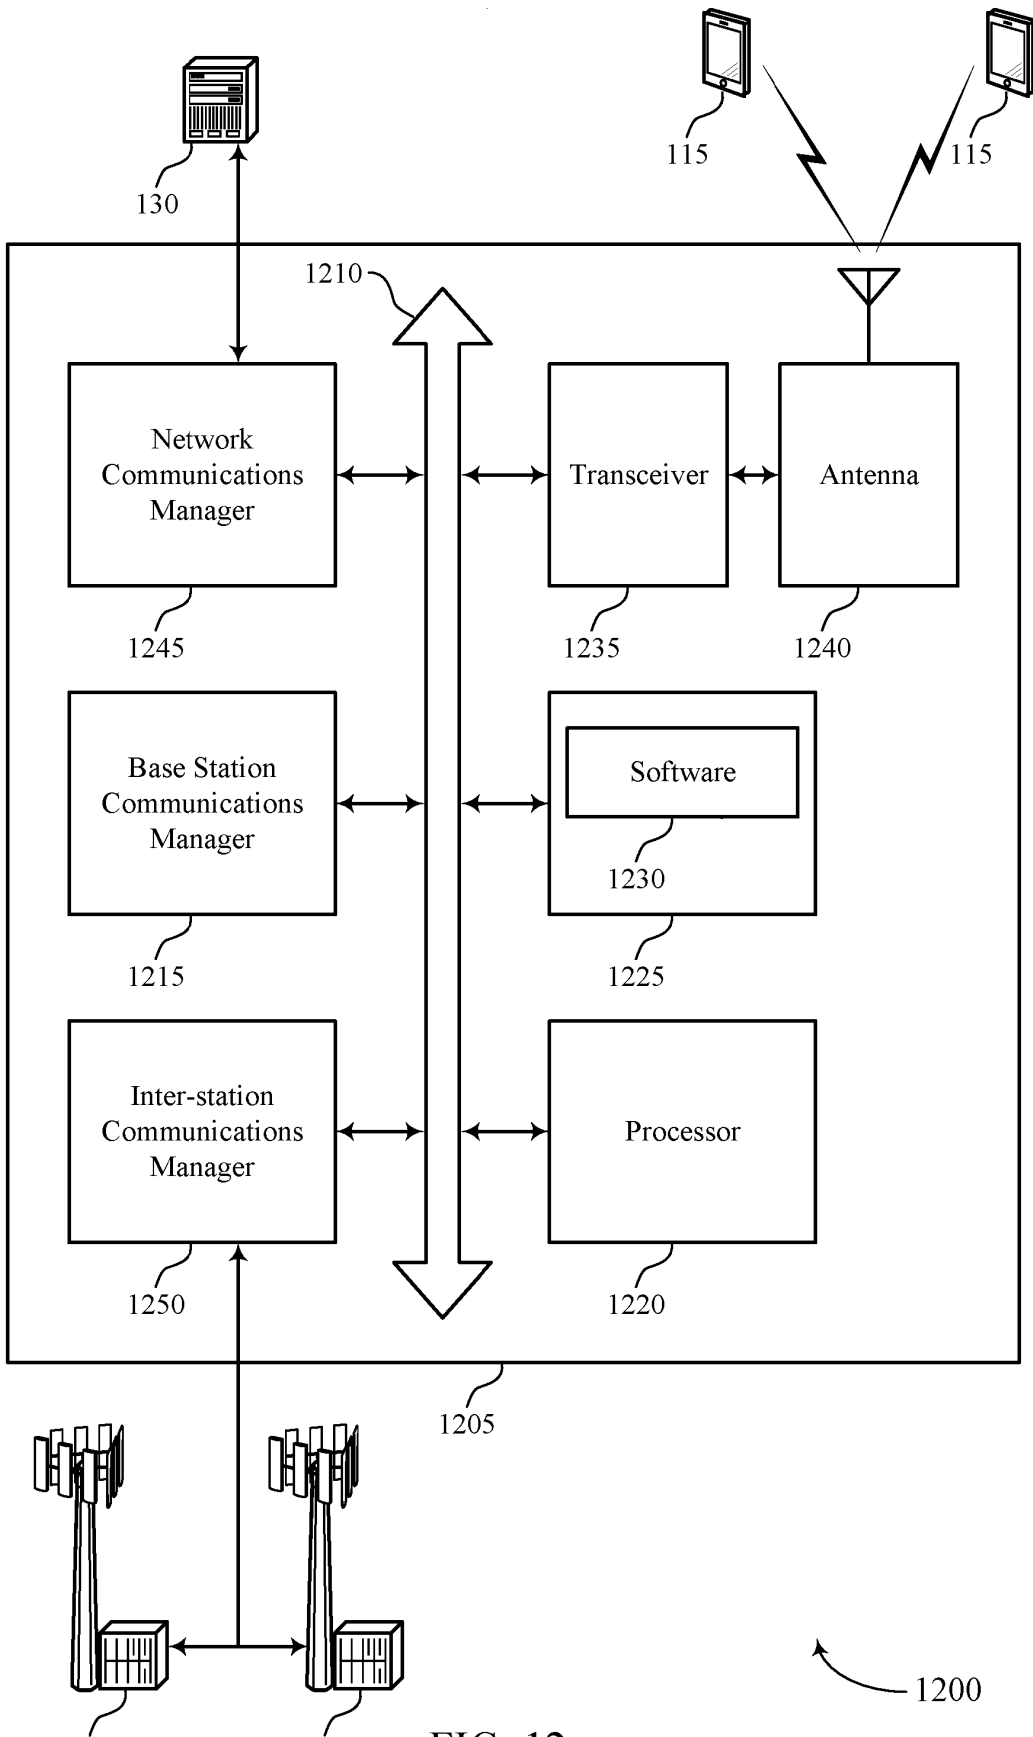 130
115
115
1210
Network
Communications
Manager
Transceiver
Antenna
1245
1235
1240
Base Station
Communications
Manager
Software
1230
1215
1225
Inter-station
Communications
Manager
Processor
1250
1220
1205
1200